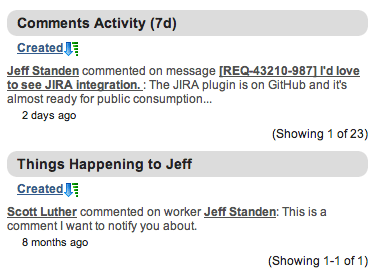 Comments Activity (7d)
Created
Jeff Standen commented on message [REQ-43210-987] I'd love
to see JIRA integration. : The JIRA plugin is on GitHub and it's
almost ready for public consumption...
2 days ago
(Showing 1 of 23)
Things Happening to Jeff
Created
Scott Luther commented on worker Jeff Standen: This is a
comment I want to notify you about.
8 months ago
(Showing 1-1 of 1)